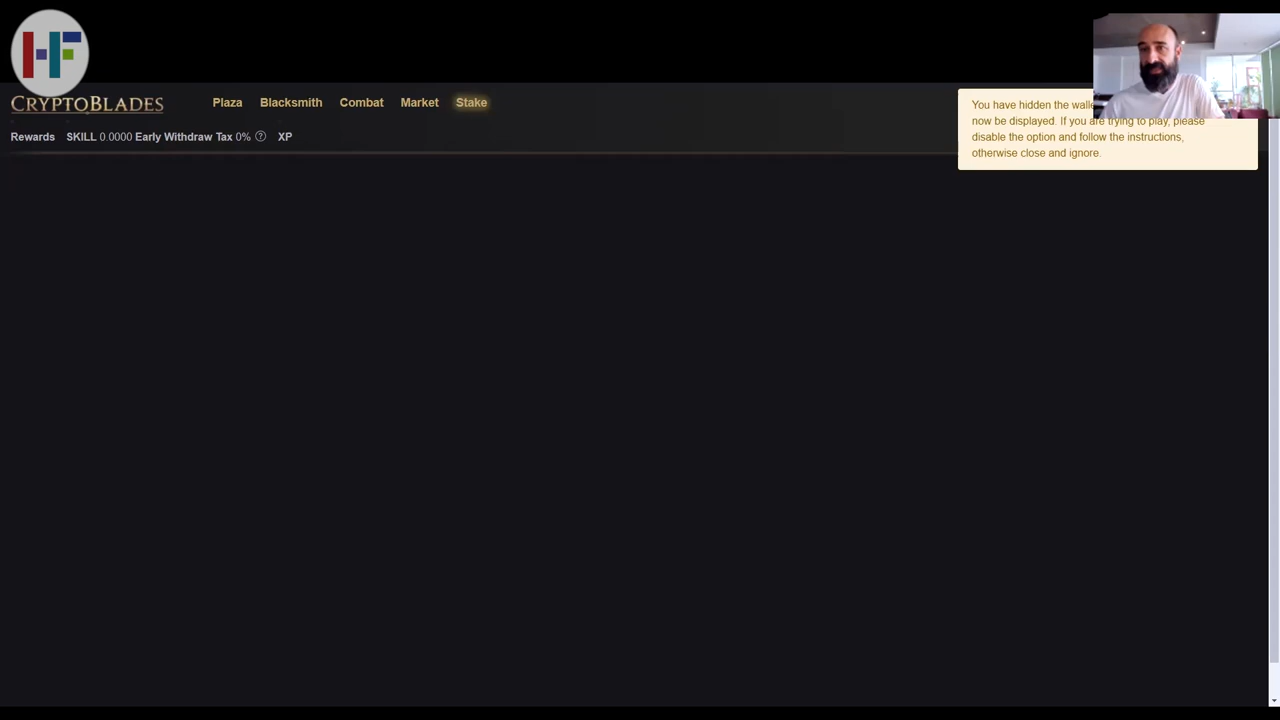 HF
CRYPTOBLADES
Plaza Blacksmith Combat Market Stake
Rewards SKILL 0.0000 Early Withdraw Tax 0% ? XP
You have hidden the
now be displayed. If you are trying to play, please
disable the option and follow the instructions,
otherwise close and ignore.